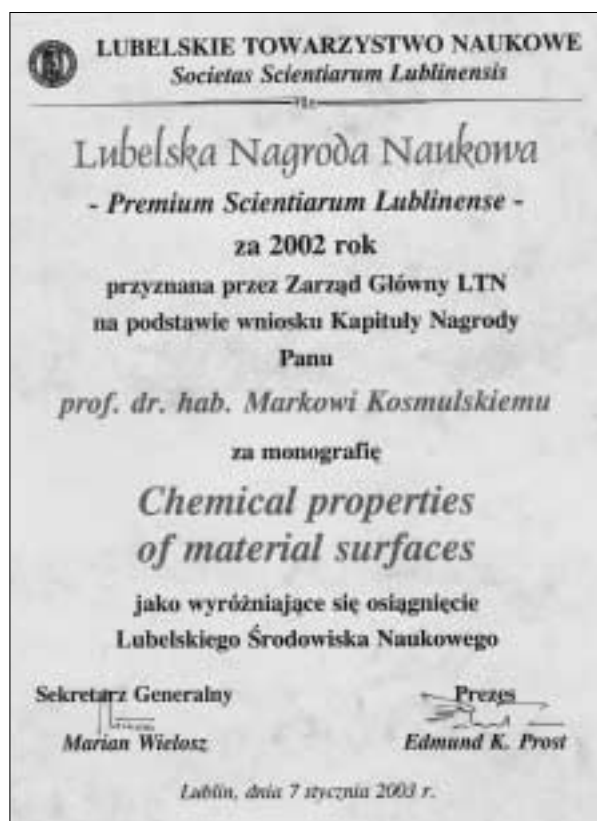 LUBELSKIE TOWARZYSTWO NAUKOWE
Societas Scientiarum Lublinensis
Lubelska Nagroda Naukowa
- Premium Scientiarum Lublinense -
za 2002 rok
przyznana przez Zarząd Główny LTN
na podstawie wniosku Kapituły Nagrody
Panu
prof. dr. hab. Markowi Kosmulskiemu
za monografię
Chemical properties
of material surfaces
jako wyróżniające się osiągnięcie
Lubelskiego Środowiska Naukowego
Sekretarz Generalny Prezes
Marian Wielosz Edmund K. Prost
Lublin, dnia 7 stycznia 2003 r.